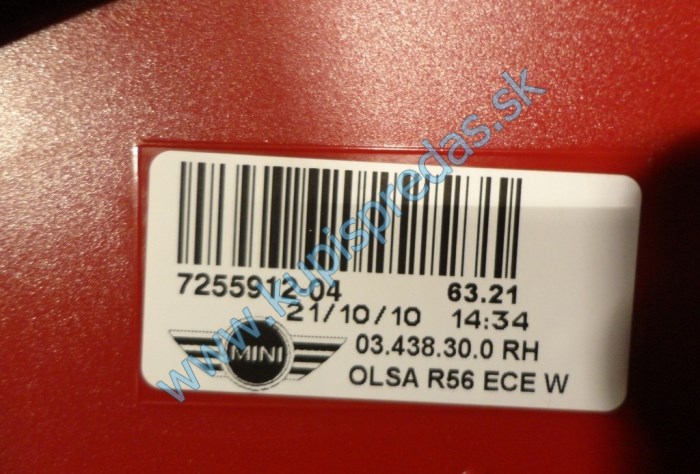 7255912-04 63.21
21/10/10 14:34
MINI
03.438.30.0 RH
OLSA R56 ECE W
www.kupispredas.sk